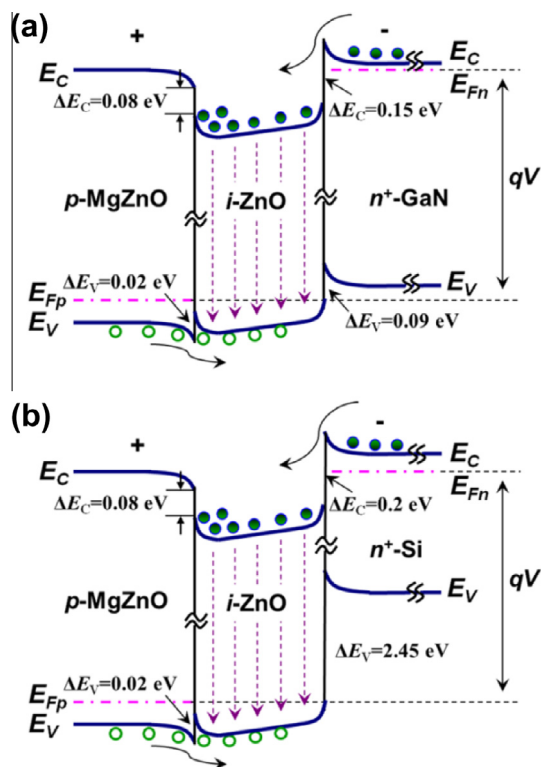 (a)
+
-
E_C
E_C
ΔE_C=0.08 eV
E_Fn
ΔE_C=0.15 eV
p-MgZnO
i-ZnO
n⁺-GaN
qV
ΔE_V=0.02 eV
E_Fp
E_V
E_V
ΔE_V=0.09 eV
(b)
+
-
E_C
E_C
ΔE_C=0.08 eV
E_Fn
ΔE_C=0.2 eV
n⁺-Si
p-MgZnO
i-ZnO
E_V
qV
ΔE_V=2.45 eV
ΔE_V=0.02 eV
E_Fp
E_V